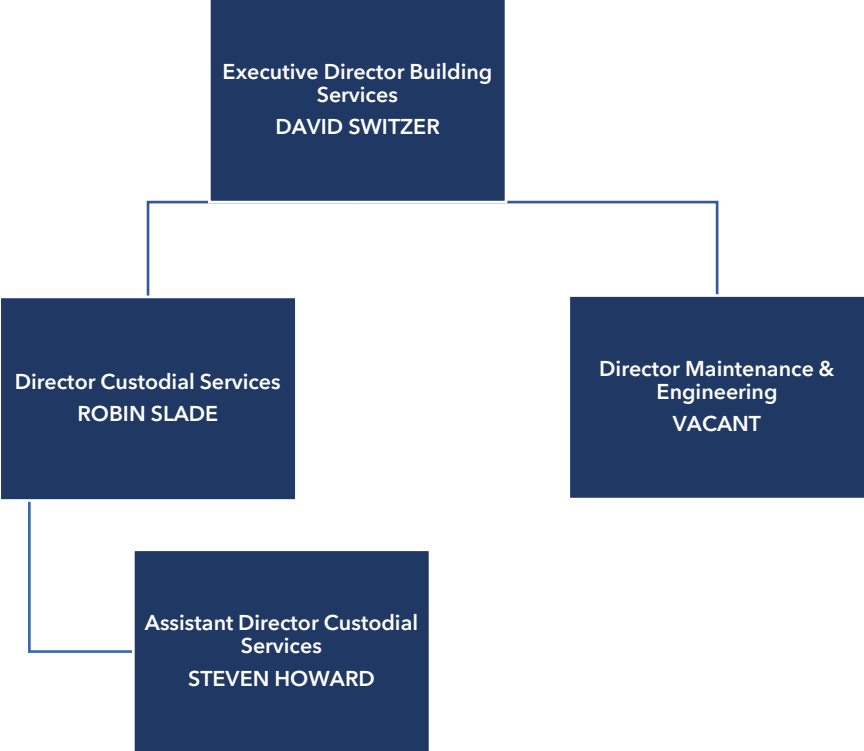 Executive Director Building
Services
DAVID SWITZER
Director Custodial Services
ROBIN SLADE
Director Maintenance &
Engineering
VACANT
Assistant Director Custodial
Services
STEVEN HOWARD